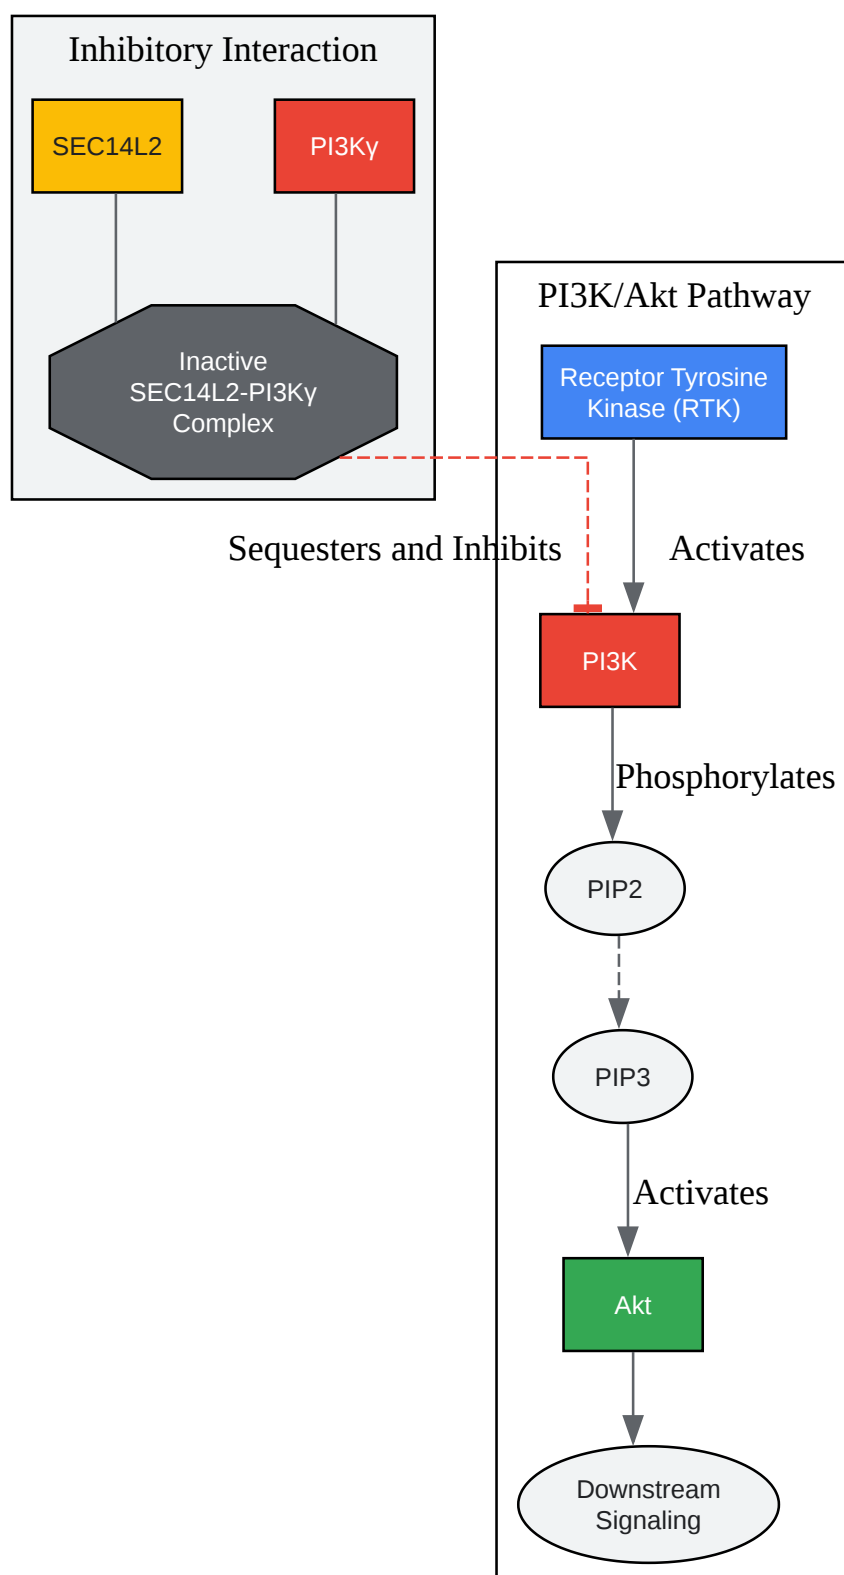 Inhibitory Interaction
SEC14L2
PI3Kγ
Inactive
SEC14L2-PI3Kγ
Complex
PI3K/Akt Pathway
Receptor Tyrosine
Kinase (RTK)
Sequesters and Inhibits
Activates
PI3K
Phosphorylates
PIP2
PIP3
Activates
Akt
Downstream
Signaling